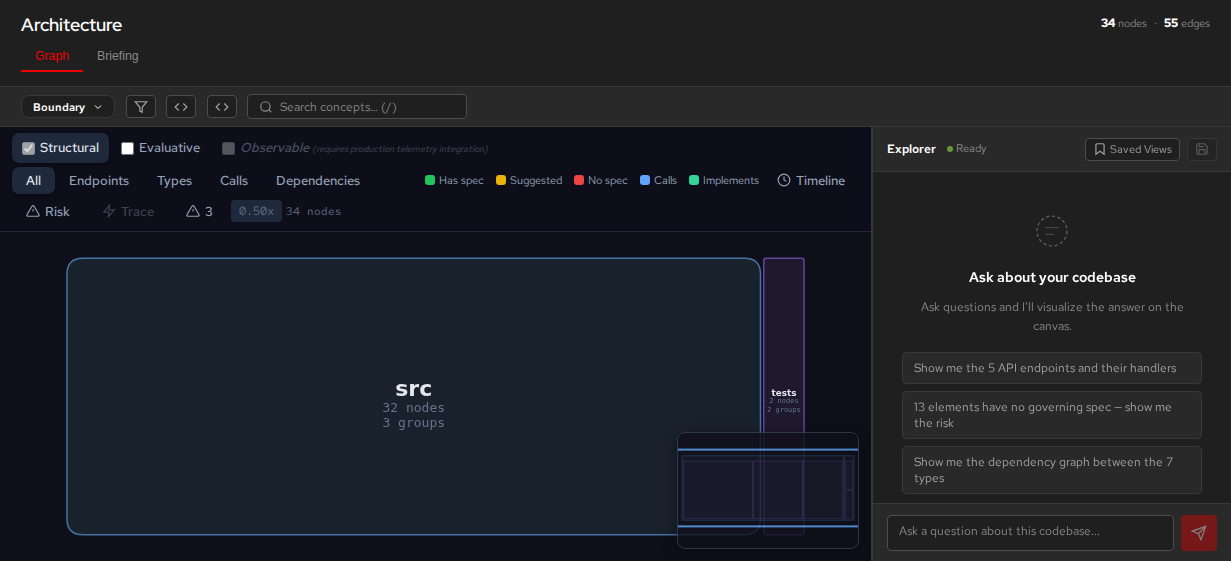 Architecture
34 nodes · 55 edges
Graph
Briefing
Boundary
Search concepts... (/)
Structural
Evaluative
Observable (requires production telemetry integration)
All
Endpoints
Types
Calls
Dependencies
Has spec
Suggested
No spec
Calls
Implements
Timeline
Risk
Trace
3
0.50x
34 nodes
src
32 nodes
3 groups
tests
2 nodes
2 groups
Explorer
Ready
Saved Views
Ask about your codebase
Ask questions and I'll visualize the answer on the
canvas.
Show me the 5 API endpoints and their handlers
13 elements have no governing spec — show me
the risk
Show me the dependency graph between the 7
types
Ask a question about this codebase...